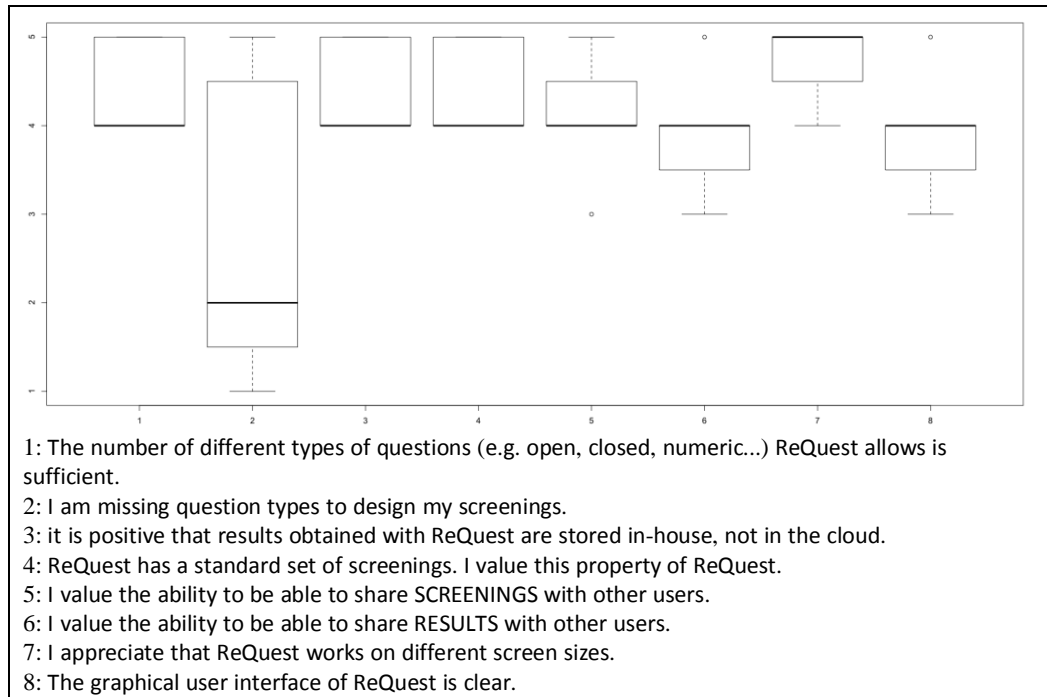 5
4
3
2
1
1 2 3 4 5 6 7 8
1: The number of different types of questions (e.g. open, closed, numeric...) ReQuest allows is
sufficient.
2: I am missing question types to design my screenings.
3: it is positive that results obtained with ReQuest are stored in-house, not in the cloud.
4: ReQuest has a standard set of screenings. I value this property of ReQuest.
5: I value the ability to be able to share SCREENINGS with other users.
6: I value the ability to be able to share RESULTS with other users.
7: I appreciate that ReQuest works on different screen sizes.
8: The graphical user interface of ReQuest is clear.